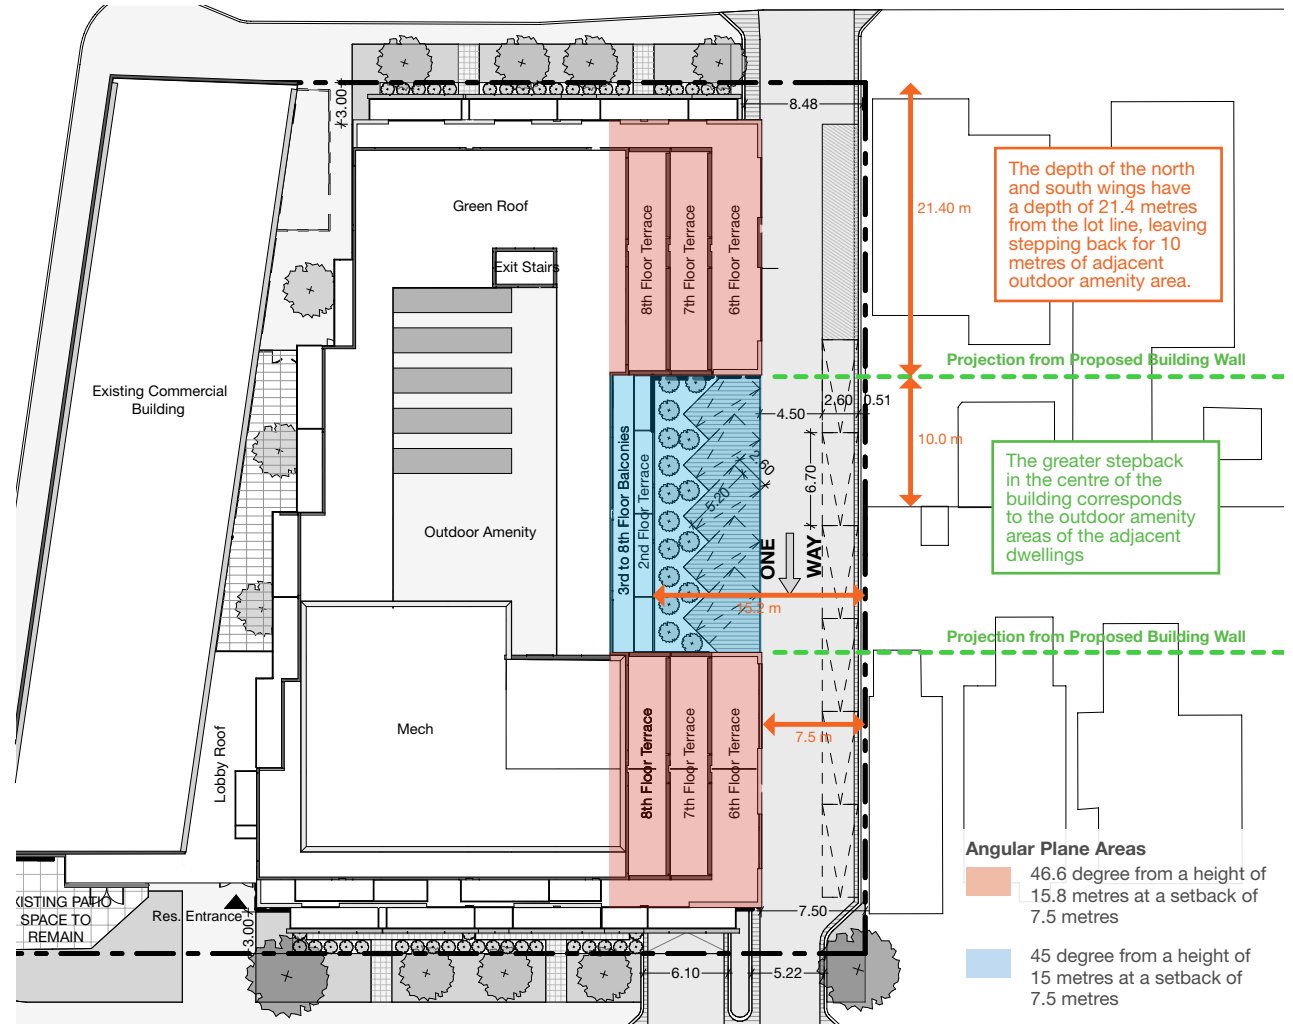 3.00
8.48
The depth of the north
and south wings have
a depth of 21.4 metres
from the lot line, leaving
stepping back for 10
metres of adjacent
outdoor amenity area.
21.40 m
Green Roof
Exit Stairs
8th Floor Terrace
7th Floor Terrace
6th Floor Terrace
Projection from Proposed Building Wall
Existing Commercial
Building
4.50
2.60
0.51
10.0 m
6.70
2.60
5.20
3rd to 8th Floor Balconies
2nd Floor Terrace
The greater stepback
in the centre of the
building corresponds
to the outdoor amenity
areas of the adjacent
dwellings
Outdoor Amenity
ONE
WAY
15.2 m
Projection from Proposed Building Wall
Mech
Lobby Roof
8th Floor Terrace
7th Floor Terrace
6th Floor Terrace
7.5 m
Angular Plane Areas
46.6 degree from a height of
15.8 metres at a setback of
7.5 metres
45 degree from a height of
15 metres at a setback of
7.5 metres
XISTING PATIO
SPACE TO
REMAIN
Res. Entrance
3.00
7.50
6.10
5.22